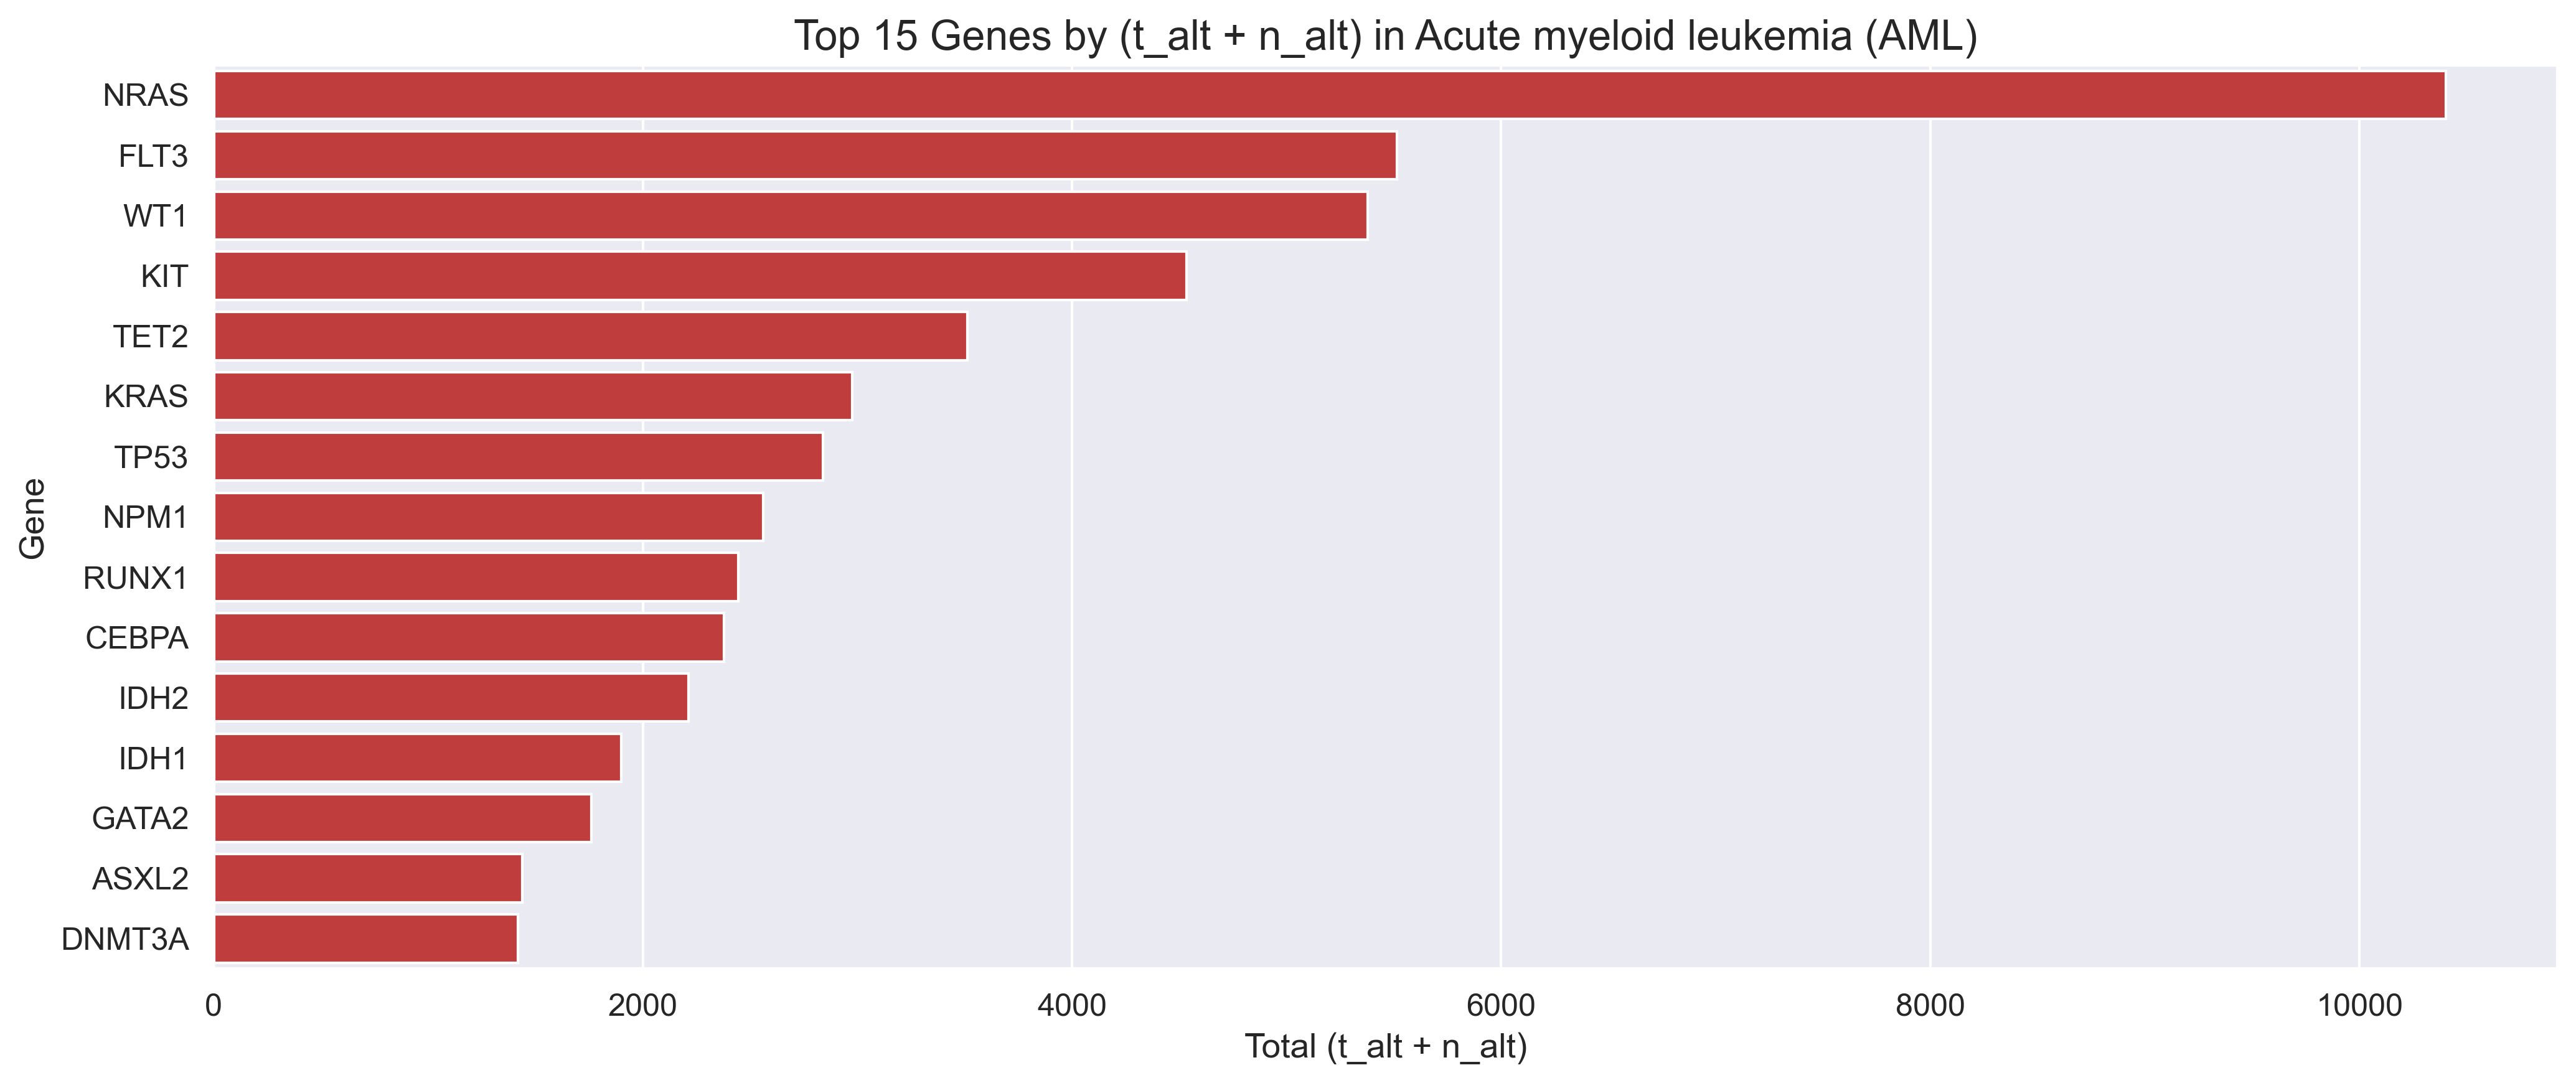 Top 15 Genes by (t_alt + n_alt) in Acute myeloid leukemia (AML)
NRAS
FLT3
WT1
KIT
TET2
KRAS
TP53
NPM1
RUNX1
CEBPA
IDH2
IDH1
GATA2
ASXL2
DNMT3A
Gene
0 2000 4000 6000 8000 10000
Total (t_alt + n_alt)